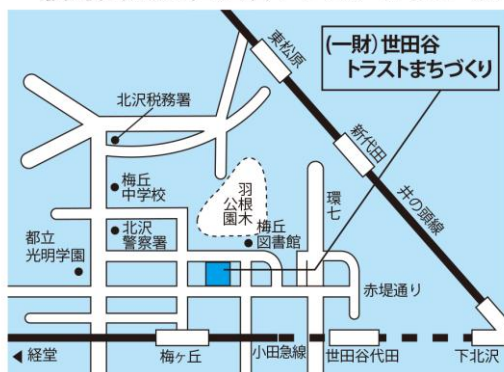 (一財)世田谷
トラストまちづくり
東松原
新代田
井の頭線
北沢税務署
梅丘
中学校
羽根木
公園
環七
北沢
警察署
梅丘
図書館
都立
光明学園
赤堤通り
経堂
梅ヶ丘
小田急線
世田谷代田
下北沢